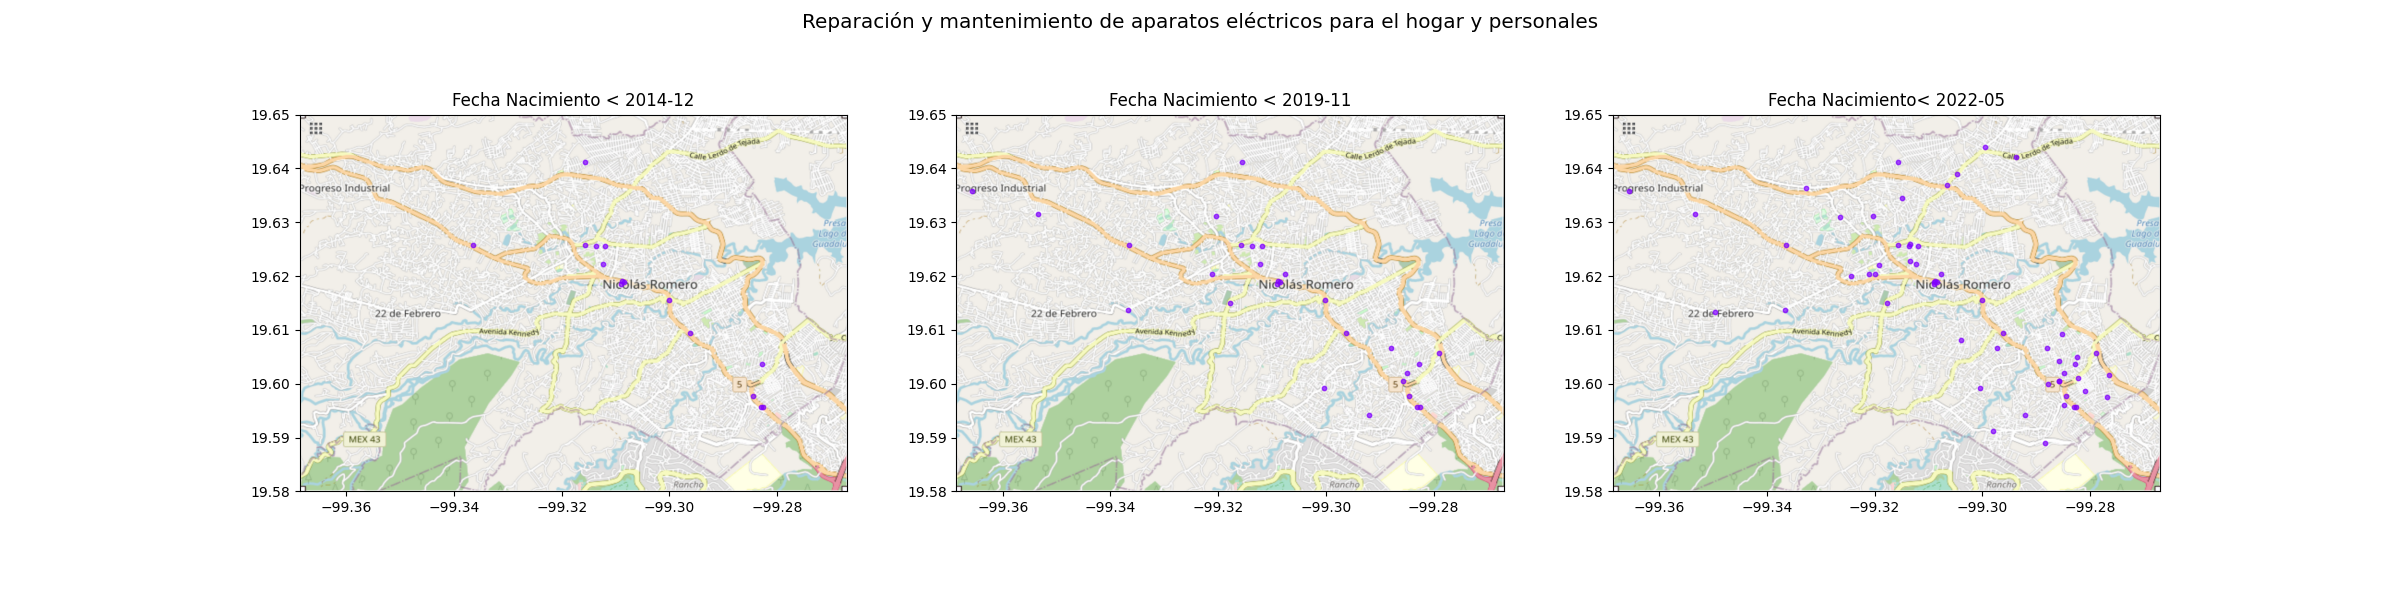 Reparación y mantenimiento de aparatos eléctricos para el hogar y personales
Fecha Nacimiento < 2014-12
19.65
19.64
19.63
19.62
19.61
19.60
19.59
19.58
−99.36
−99.34
−99.32
−99.30
−99.28
Calle Lerdo de Tejada
Progreso Industrial
Presa
Lago d
Guadalu
Nicolás Romero
22 de Febrero
Avenida Kennedy
5
MEX 43
Rancho
Fecha Nacimiento < 2019-11
19.65
19.64
19.63
19.62
19.61
19.60
19.59
19.58
−99.36
−99.34
−99.32
−99.30
−99.28
Calle Lerdo de Tejada
Progreso Industrial
Presa
Lago d
Guadalu
Nicolás Romero
22 de Febrero
Avenida Kennedy
5
MEX 43
Rancho
Fecha Nacimiento< 2022-05
19.65
19.64
19.63
19.62
19.61
19.60
19.59
19.58
−99.36
−99.34
−99.32
−99.30
−99.28
Calle Lerdo de Tejada
Progreso Industrial
Presa
Lago d
Guadalu
Nicolás Romero
22 de Febrero
Avenida Kennedy
5
MEX 43
Rancho